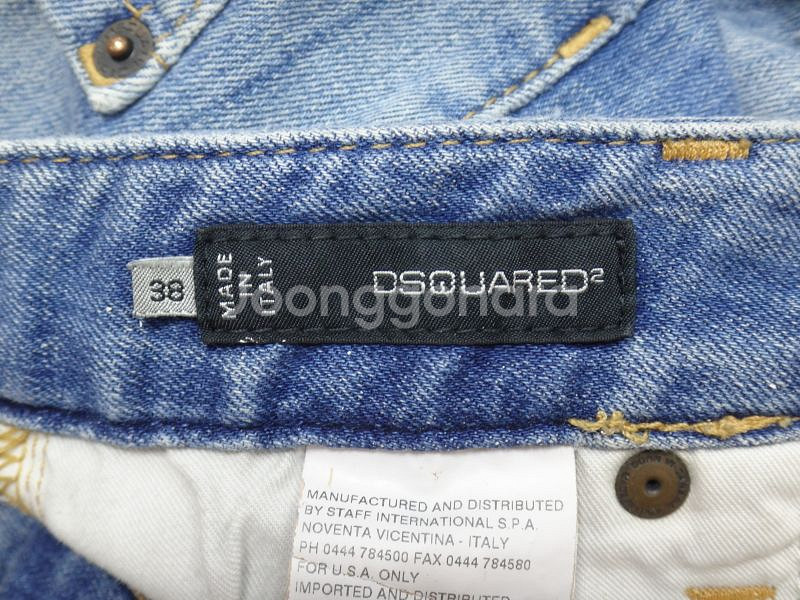 38
MADE
IN
ITALY
DSQUARED²
joonggonara
MANUFACTURED AND DISTRIBUTED
BY STAFF INTERNATIONAL S.P.A.
NOVENTA VICENTINA - ITALY
PH 0444 784500 FAX 0444 784580
FOR U.S.A. ONLY
IMPORTED AND DISTRIBUTED